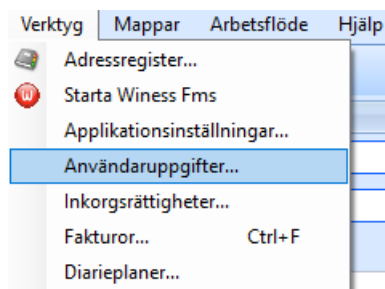 Verktyg Mappar Arbetsflöde Hjälp
Adressregister...
Starta Winess Fms
Applikationsinställningar...
Användaruppgifter...
Inkorgsrättigheter...
Fakturor... Ctrl+F
Diarieplaner...